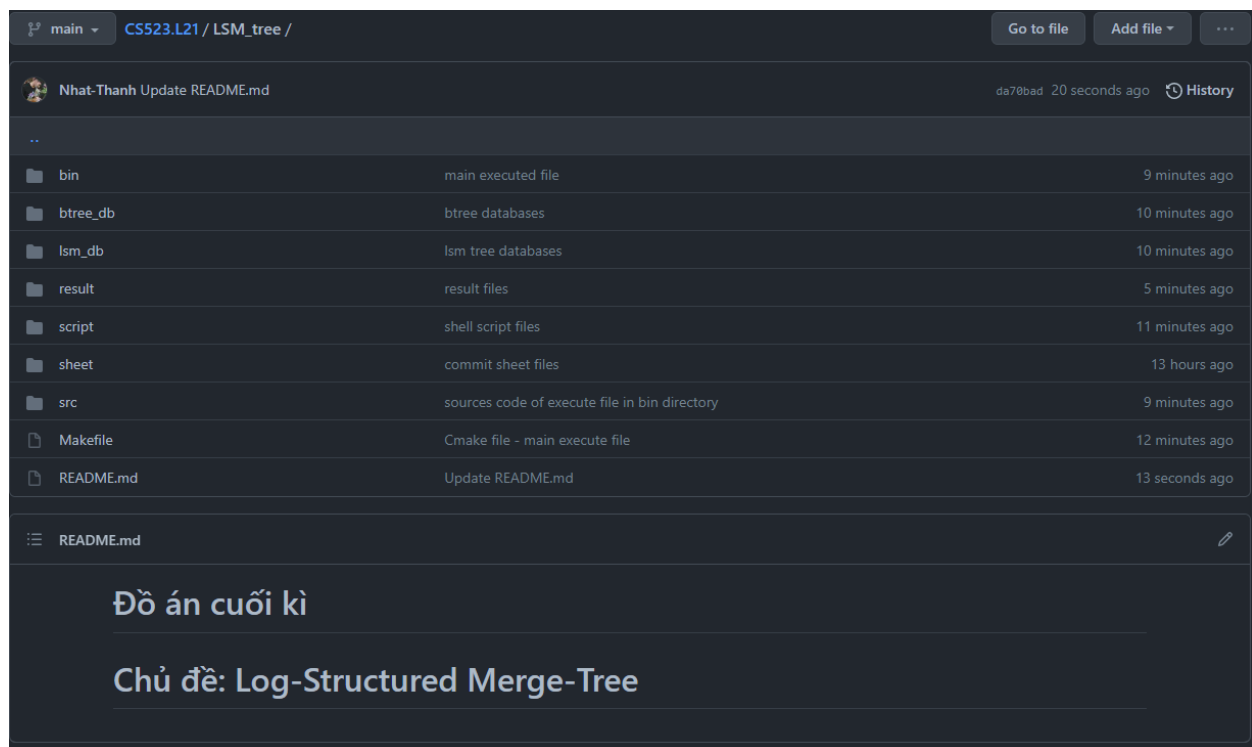 main CS523.L21 / LSM_tree / Go to file Add file ...
Nhat-Thanh Update README.md da70bad 20 seconds ago History
..
bin main executed file 9 minutes ago
btree_db btree databases 10 minutes ago
lsm_db lsm tree databases 10 minutes ago
result result files 5 minutes ago
script shell script files 11 minutes ago
sheet commit sheet files 13 hours ago
src sources code of execute file in bin directory 9 minutes ago
Makefile Cmake file - main execute file 12 minutes ago
README.md Update README.md 13 seconds ago
README.md
Đồ án cuối kì
Chủ đề: Log-Structured Merge-Tree